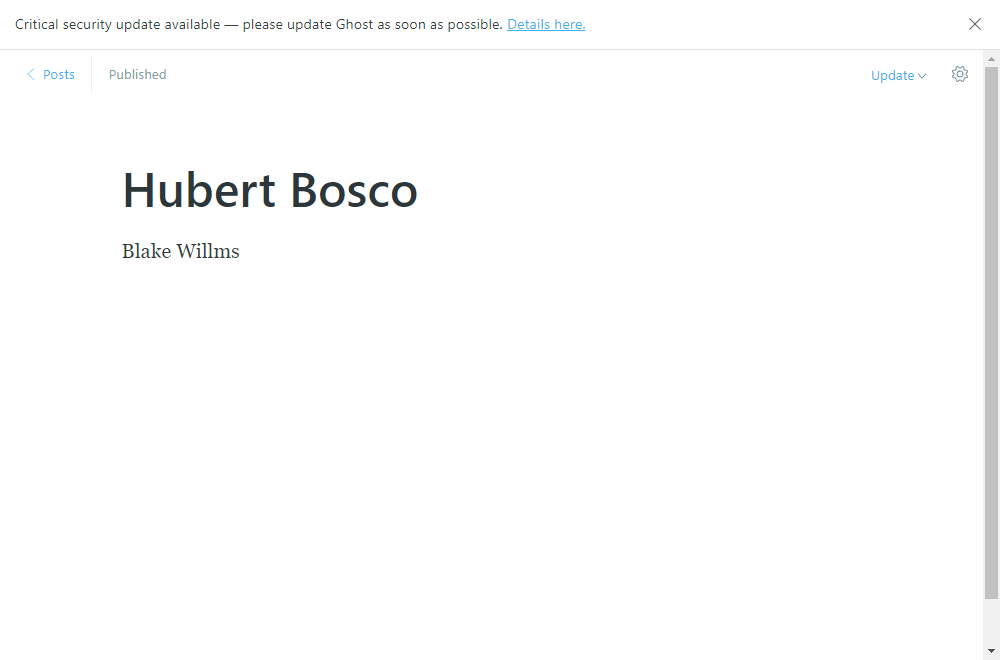 Critical security update available — please update Ghost as soon as possible. Details here.
Posts
Published
Update
Hubert Bosco
Blake Willms